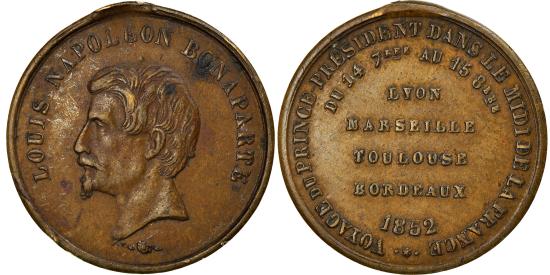 LOUIS-NAPOLEON BONAPARTE
VOYAGE DU PRINCE-PRÉSIDENT DANS LE MIDI DE LA FRANCE
DU 14 7BRE AU 15 8BRE
LYON
MARSEILLE
TOULOUSE
BORDEAUX
1852